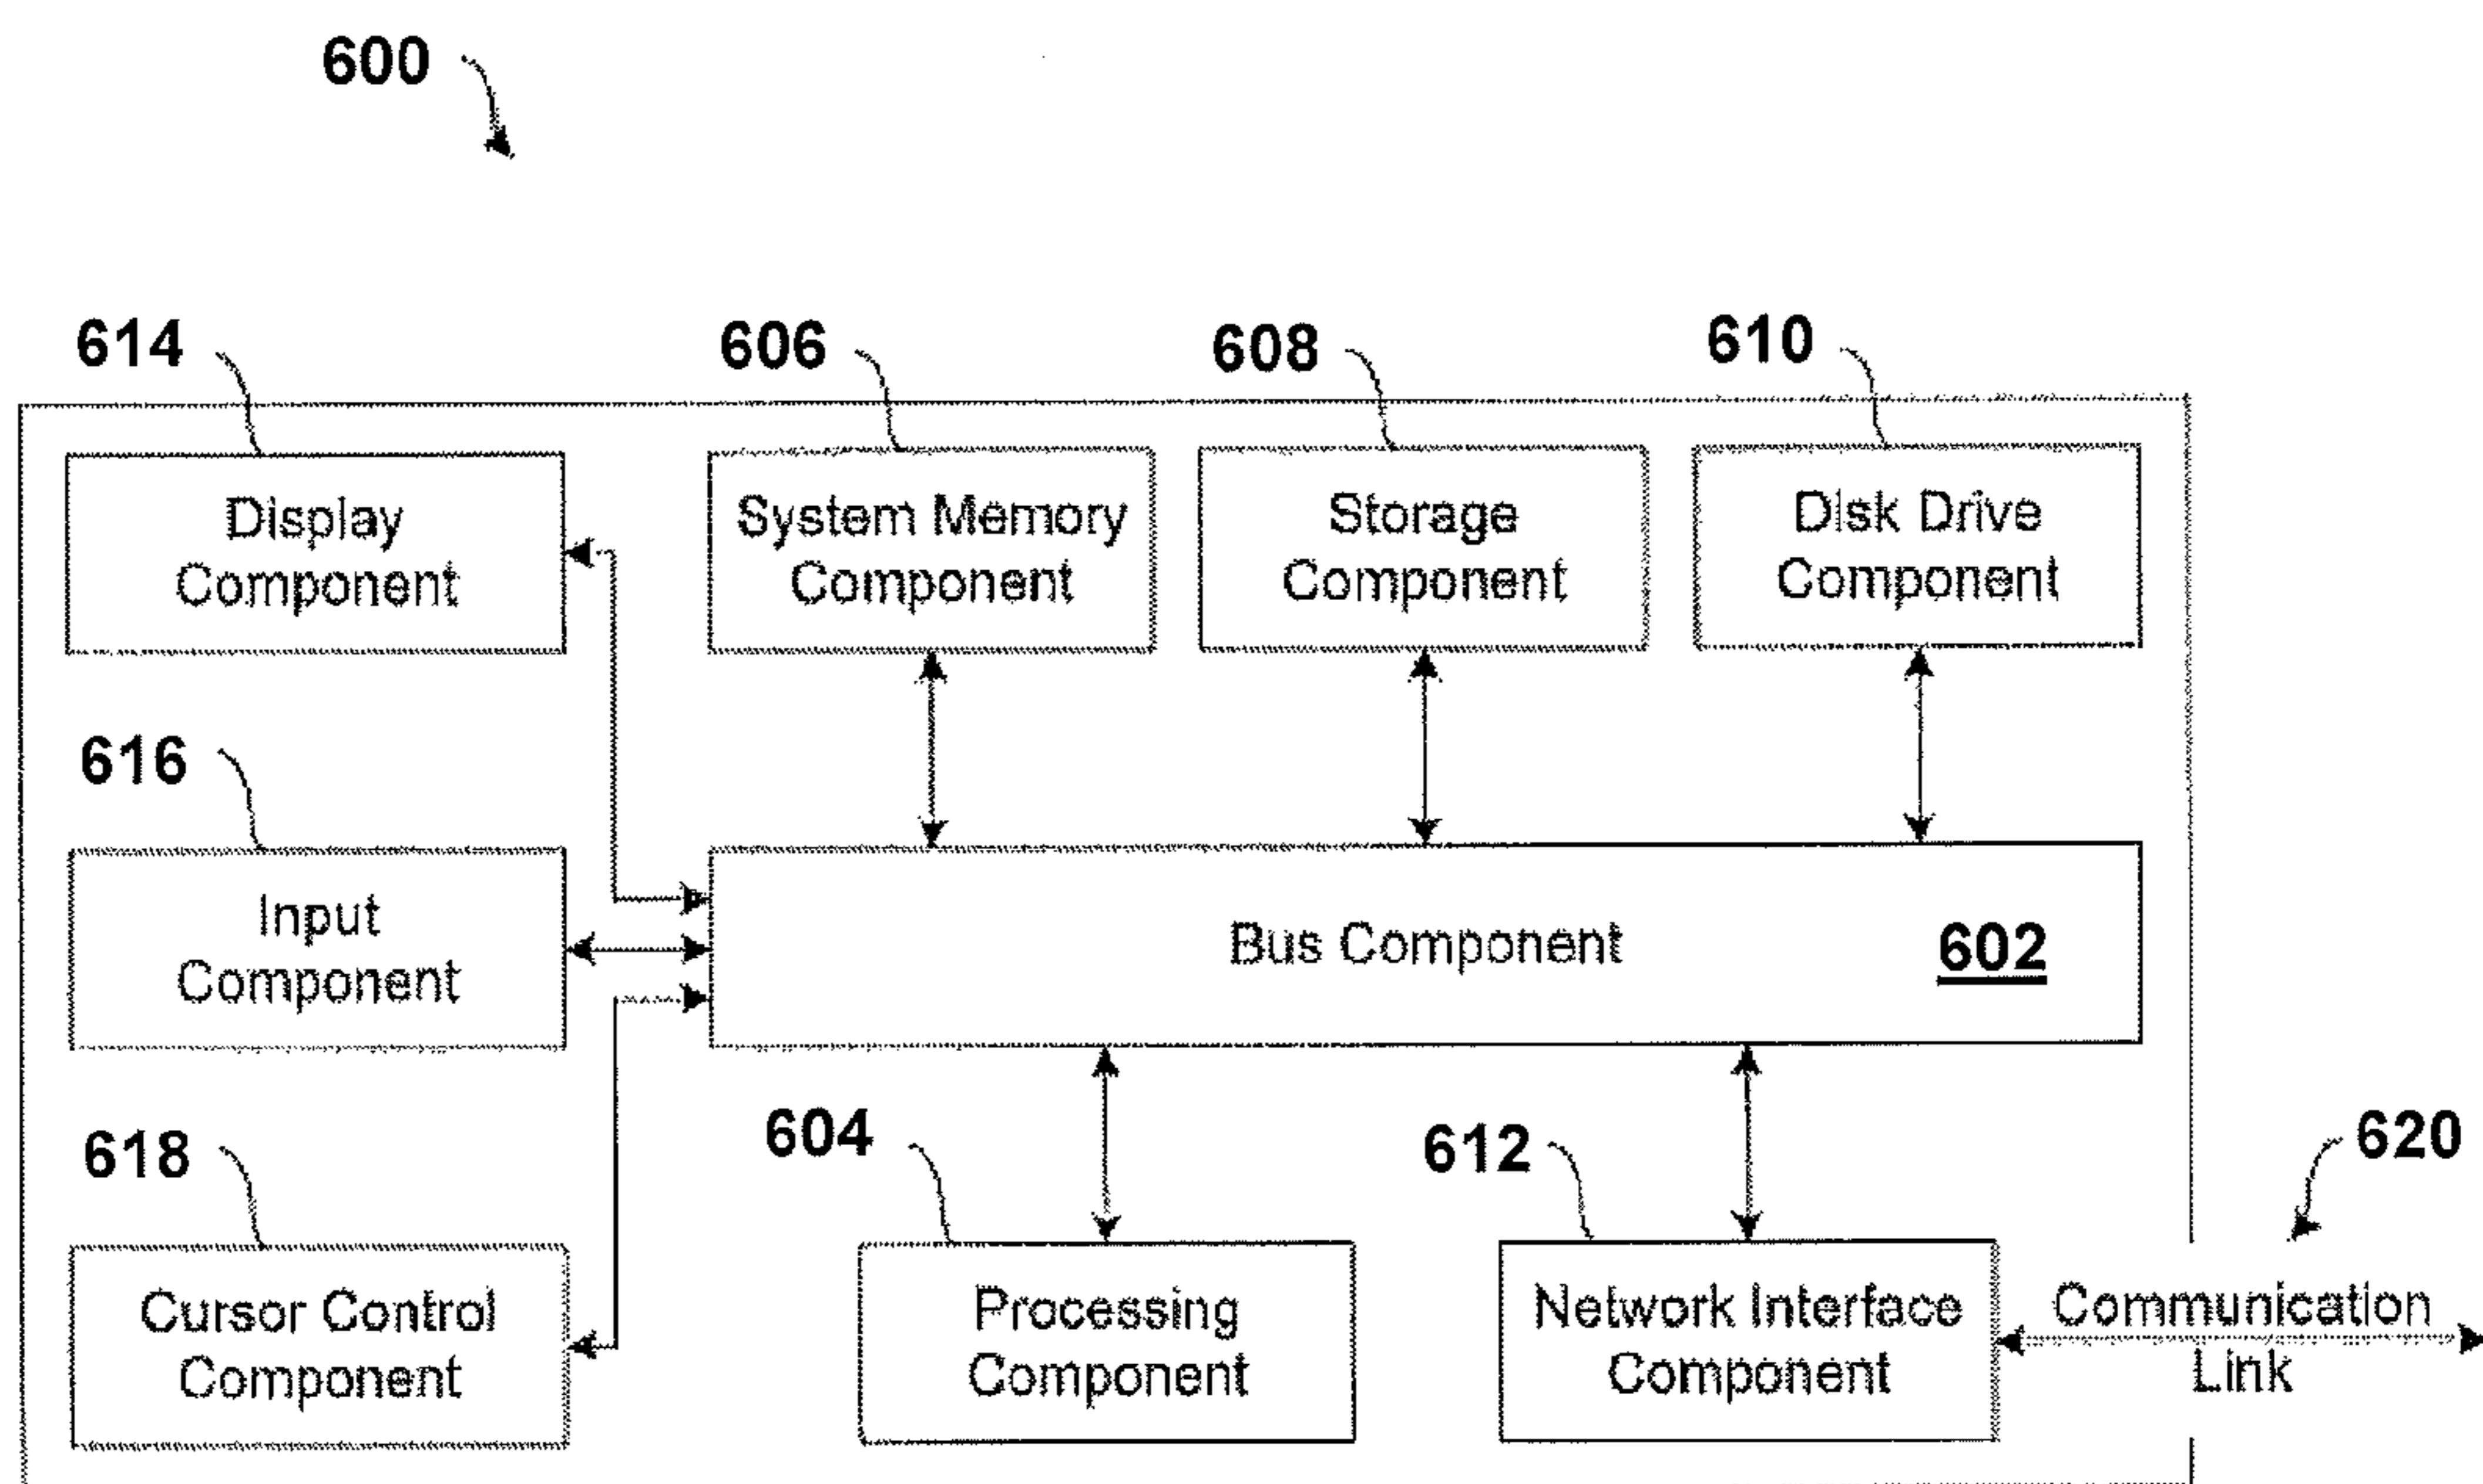 600
614
606
608
610
Display
Component
System Memory
Component
Storage
Component
Disk Drive
Component
616
Input
Component
Bus Component
602
618
604
612
620
Cursor Control
Component
Processing
Component
Network Interface
Component
Communication
Link